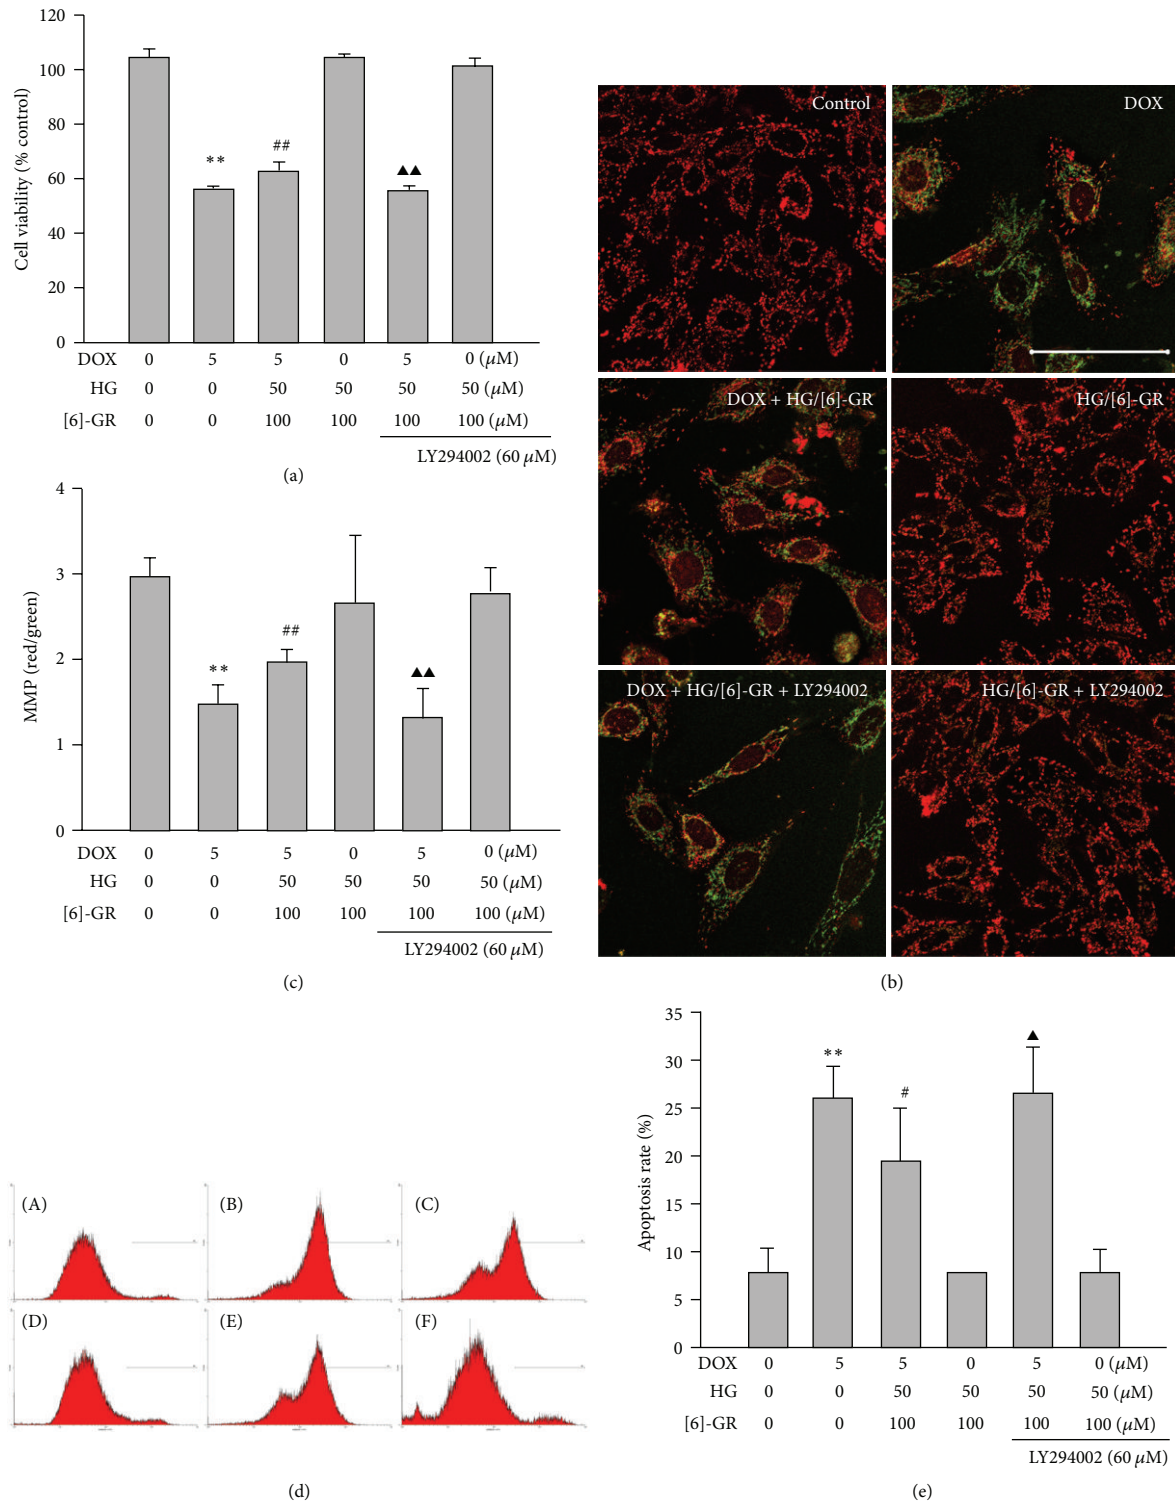 120
100
80
60
40
20
0
Cell viability (% control)
**
##
▲▲
DOX 0 5 5 0 5 0 (μM)
HG 0 0 50 50 50 50 (μM)
[6]-GR 0 0 100 100 100 100 (μM)
LY294002 (60 μM)
(a)
Control
DOX
DOX + HG/[6]-GR
HG/[6]-GR
DOX + HG/[6]-GR + LY294002
HG/[6]-GR + LY294002
(b)
4
3
2
1
0
MMP (red/green)
**
##
▲▲
DOX 0 5 5 0 5 0 (μM)
HG 0 0 50 50 50 50 (μM)
[6]-GR 0 0 100 100 100 100 (μM)
LY294002 (60 μM)
(c)
(A)
(B)
(C)
(D)
(E)
(F)
(d)
35
30
25
20
15
10
5
0
Apoptosis rate (%)
**
#
▲
DOX 0 5 5 0 5 0 (μM)
HG 0 0 50 50 50 50 (μM)
[6]-GR 0 0 100 100 100 100 (μM)
LY294002 (60 μM)
(e)